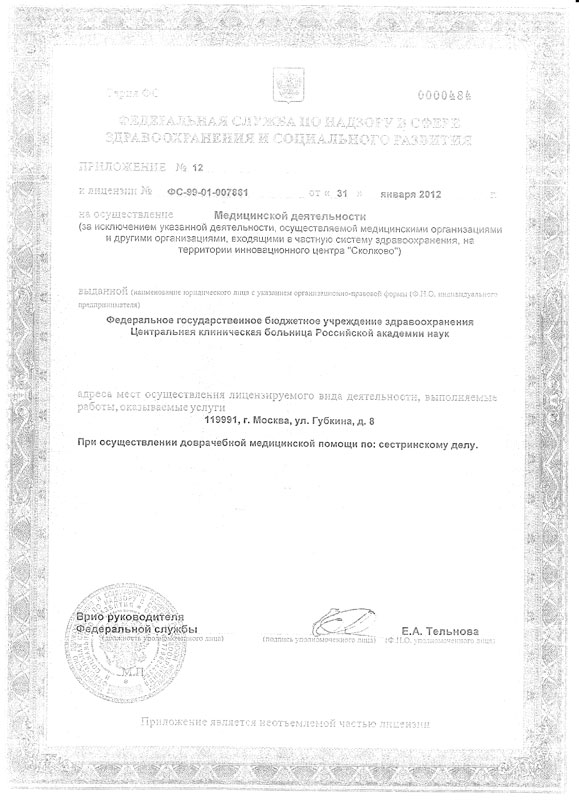 Серия ФС 0000484
ФЕДЕРАЛЬНАЯ СЛУЖБА ПО НАДЗОРУ В СФЕРЕ
ЗДРАВООХРАНЕНИЯ И СОЦИАЛЬНОГО РАЗВИТИЯ
ПРИЛОЖЕНИЕ № 12
к лицензии № ФС-99-01-007881 от « 31 » января 2012 г.
на осуществление Медицинской деятельности
(за исключением указанной деятельности, осуществляемой медицинскими организациями
и другими организациями, входящими в частную систему здравоохранения, на
территории инновационного центра "Сколково")
выданной (наименование юридического лица с указанием организационно-правовой формы (Ф.И.О. индивидуального
предпринимателя)
Федеральное государственное бюджетное учреждение здравоохранения
Центральная клиническая больница Российской академии наук
адреса мест осуществления лицензируемого вида деятельности, выполняемые
работы, оказываемые услуги
119991, г. Москва, ул. Губкина, д. 8
При осуществлении доврачебной медицинской помощи по: сестринскому делу.
Врио руководителя
Федеральной службы Е.А. Тельнова
(должность уполномоченного лица) (подпись уполномоченного лица) (Ф.И.О. уполномоченного лица)
М.П.
Приложение является неотъемлемой частью лицензии